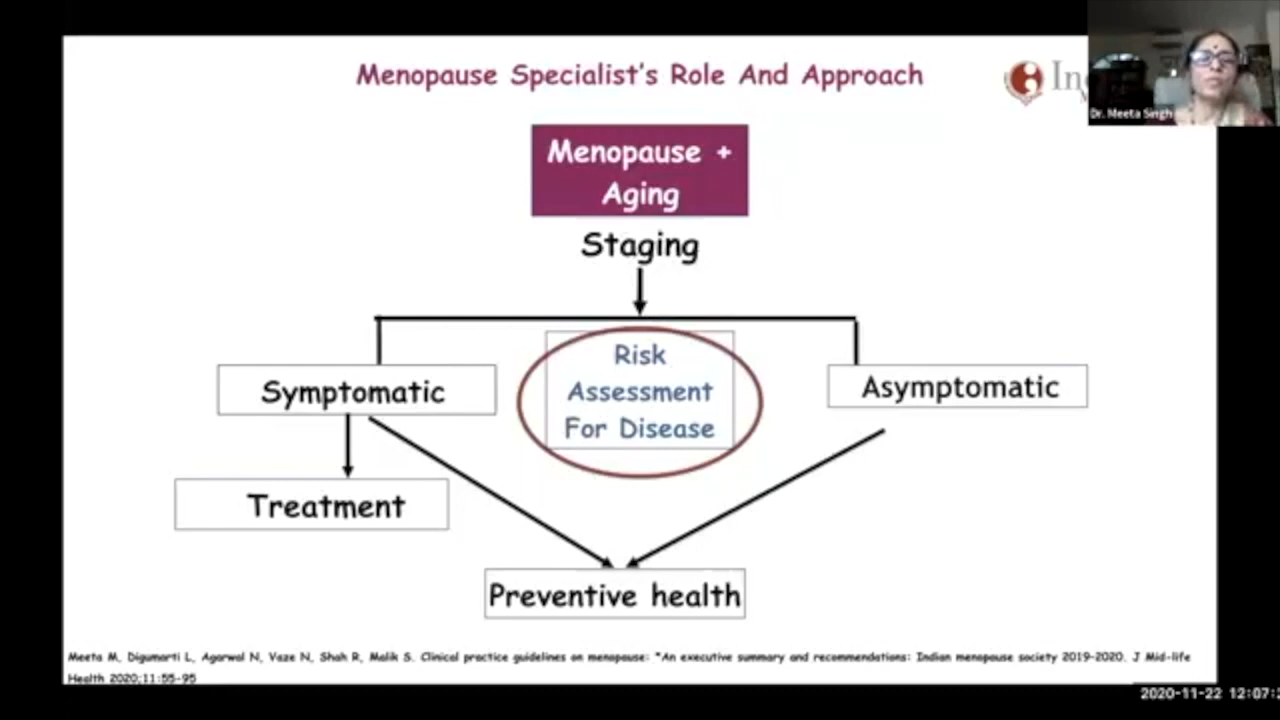 Menopause Specialist's Role And Approach
Dr. Meeta Singh
Menopause +
Aging
Staging
Risk
Assessment
For Disease
Symptomatic
Asymptomatic
Treatment
Preventive health
Meeta M, Digumarti L, Agarwal N, Vaze N, Shah R, Malik S. Clinical practice guidelines on menopause: *An executive summary and recommendations: Indian menopause society 2019-2020. J Mid-life
Health 2020;11:55-95
2020-11-22 12:07:2